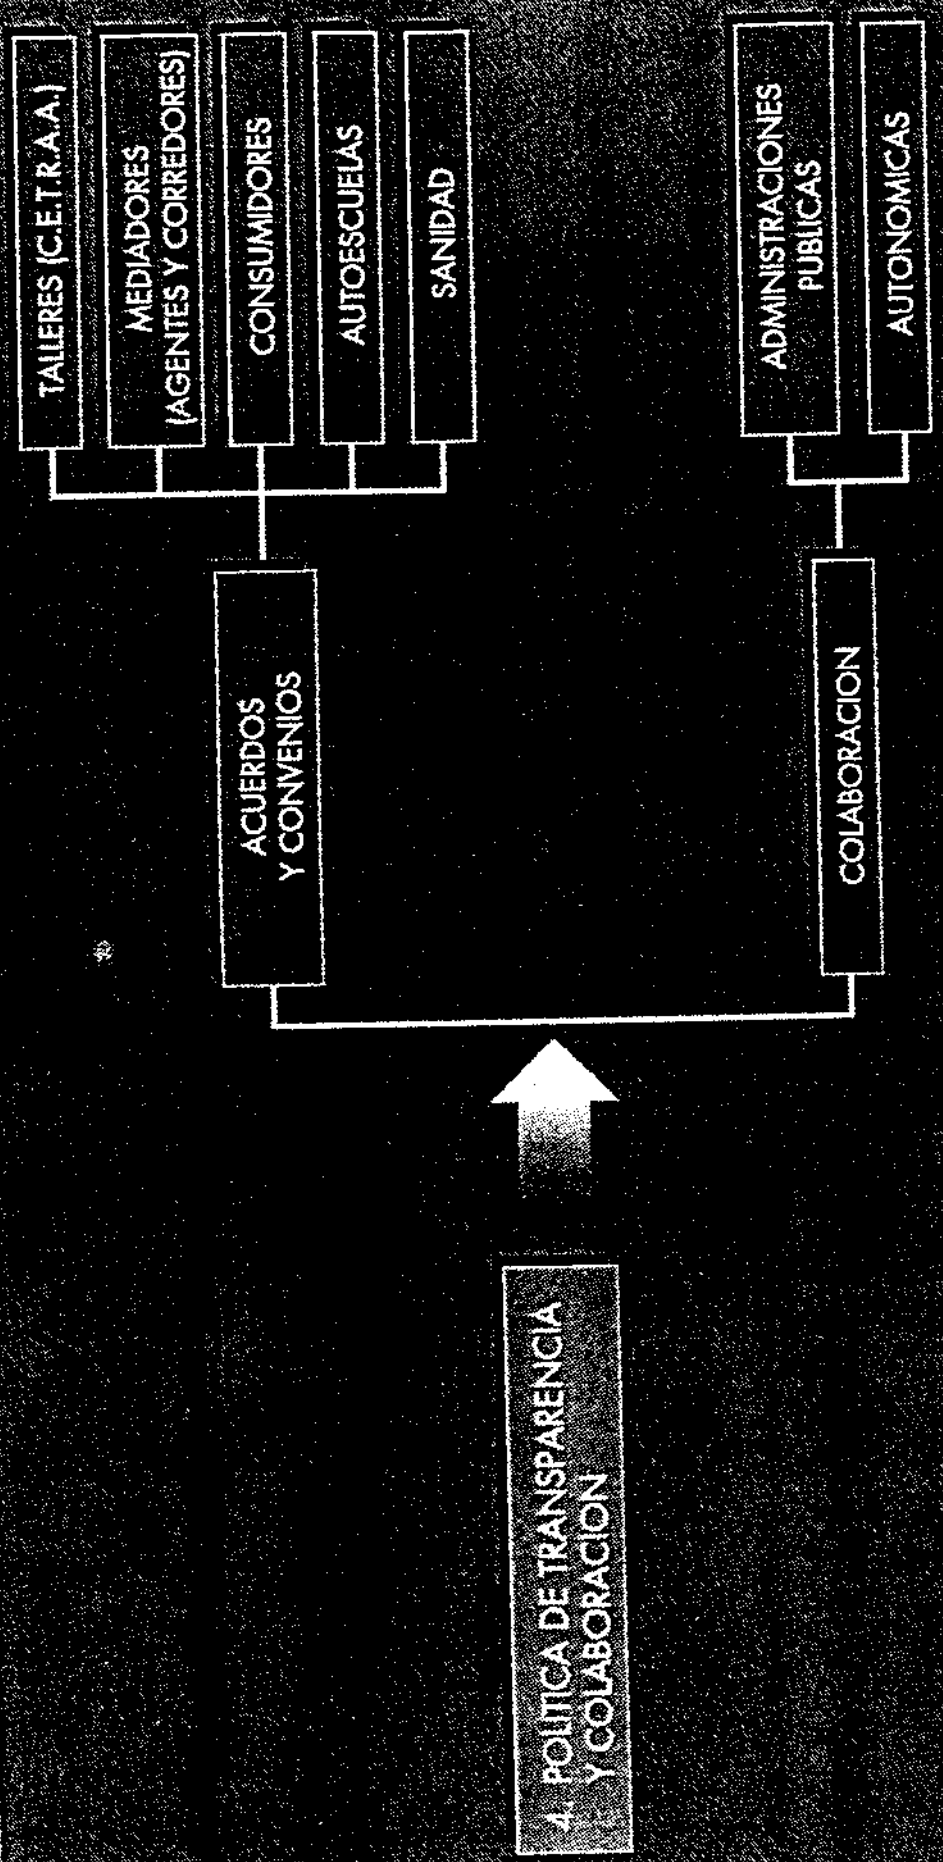 4. POLITICA DE TRANSPARENCIA
Y COLABORACION
ACUERDOS
Y CONVENIOS
TALLERES (C.E.T.R.A.A.)
MEDIADORES
(AGENTES Y CORREDORES)
CONSUMIDORES
AUTOESCUELAS
SANIDAD
COLABORACION
ADMINISTRACIONES
PUBLICAS
AUTONOMICAS